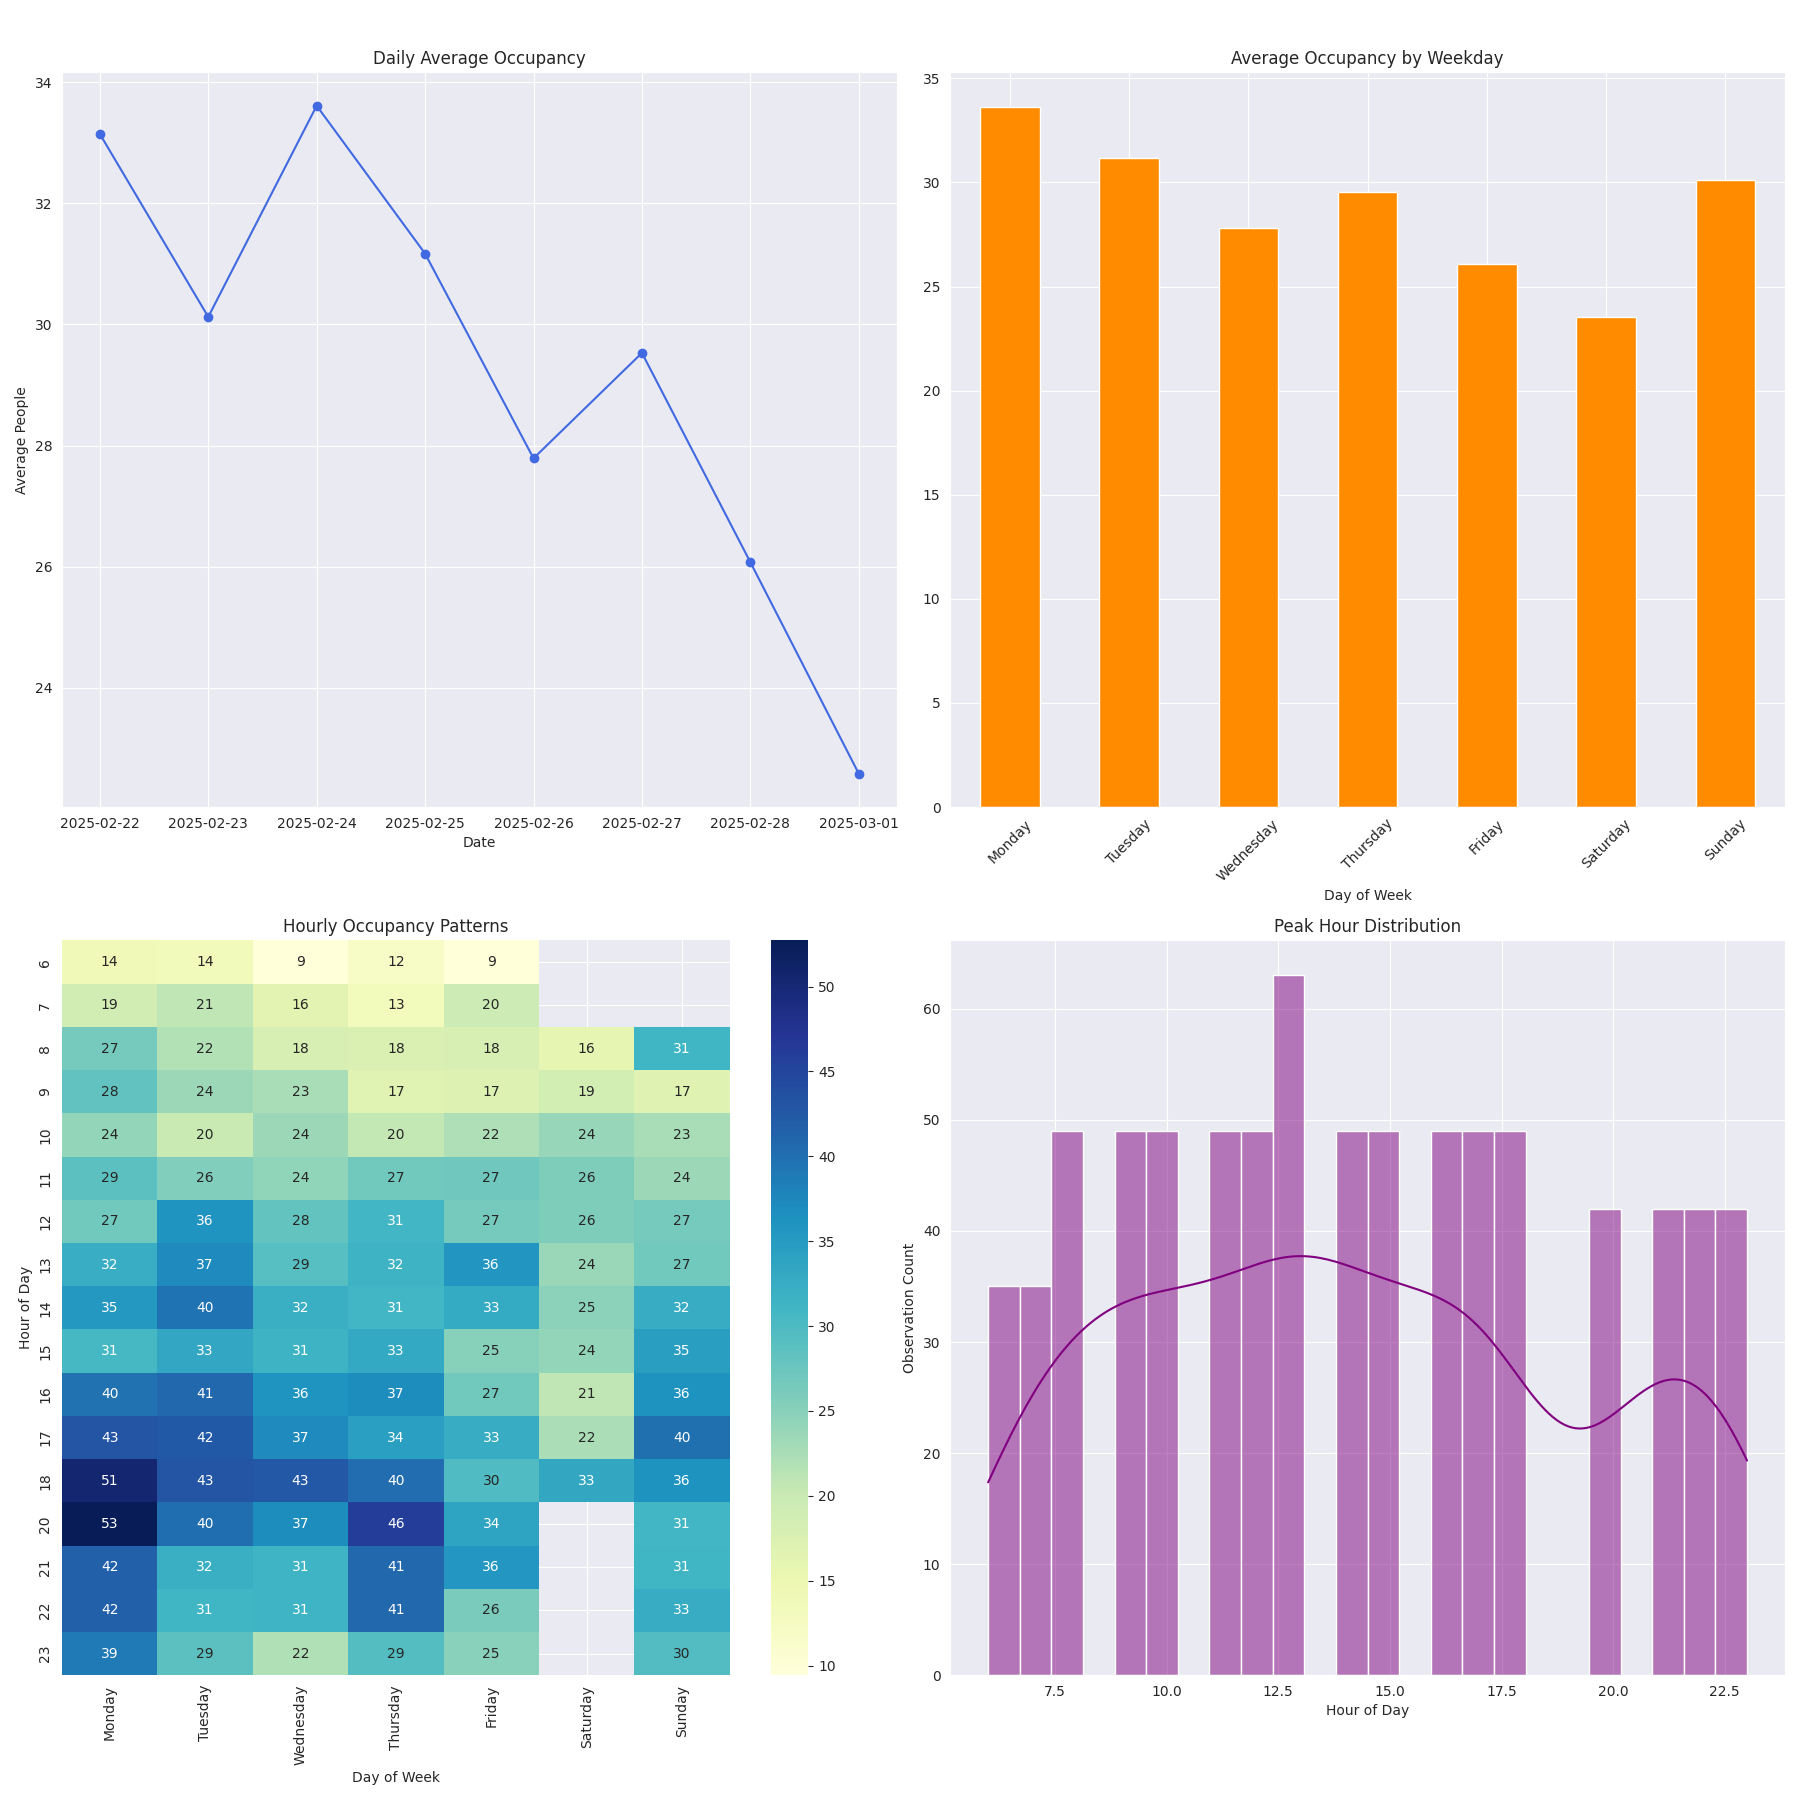 Daily Average Occupancy
34
32
30
28
26
24
Average People
2025-02-22 2025-02-23 2025-02-24 2025-02-25 2025-02-26 2025-02-27 2025-02-28 2025-03-01
Date
Average Occupancy by Weekday
35
30
25
20
15
10
5
0
Monday Tuesday Wednesday Thursday Friday Saturday Sunday
Day of Week
Hourly Occupancy Patterns
Hour of Day
6 14 14 9 12 9
7 19 21 16 13 20
8 27 22 18 18 18 16 31
9 28 24 23 17 17 19 17
10 24 20 24 20 22 24 23
11 29 26 24 27 27 26 24
12 27 36 28 31 27 26 27
13 32 37 29 32 36 24 27
14 35 40 32 31 33 25 32
15 31 33 31 33 25 24 35
16 40 41 36 37 27 21 36
17 43 42 37 34 33 22 40
18 51 43 43 40 30 33 36
20 53 40 37 46 34 31
21 42 32 31 41 36 31
22 42 31 31 41 26 33
23 39 29 22 29 25 30
Monday Tuesday Wednesday Thursday Friday Saturday Sunday
Day of Week
50
45
40
35
30
25
20
15
10
Peak Hour Distribution
60
50
40
30
20
10
0
Observation Count
7.5 10.0 12.5 15.0 17.5 20.0 22.5
Hour of Day